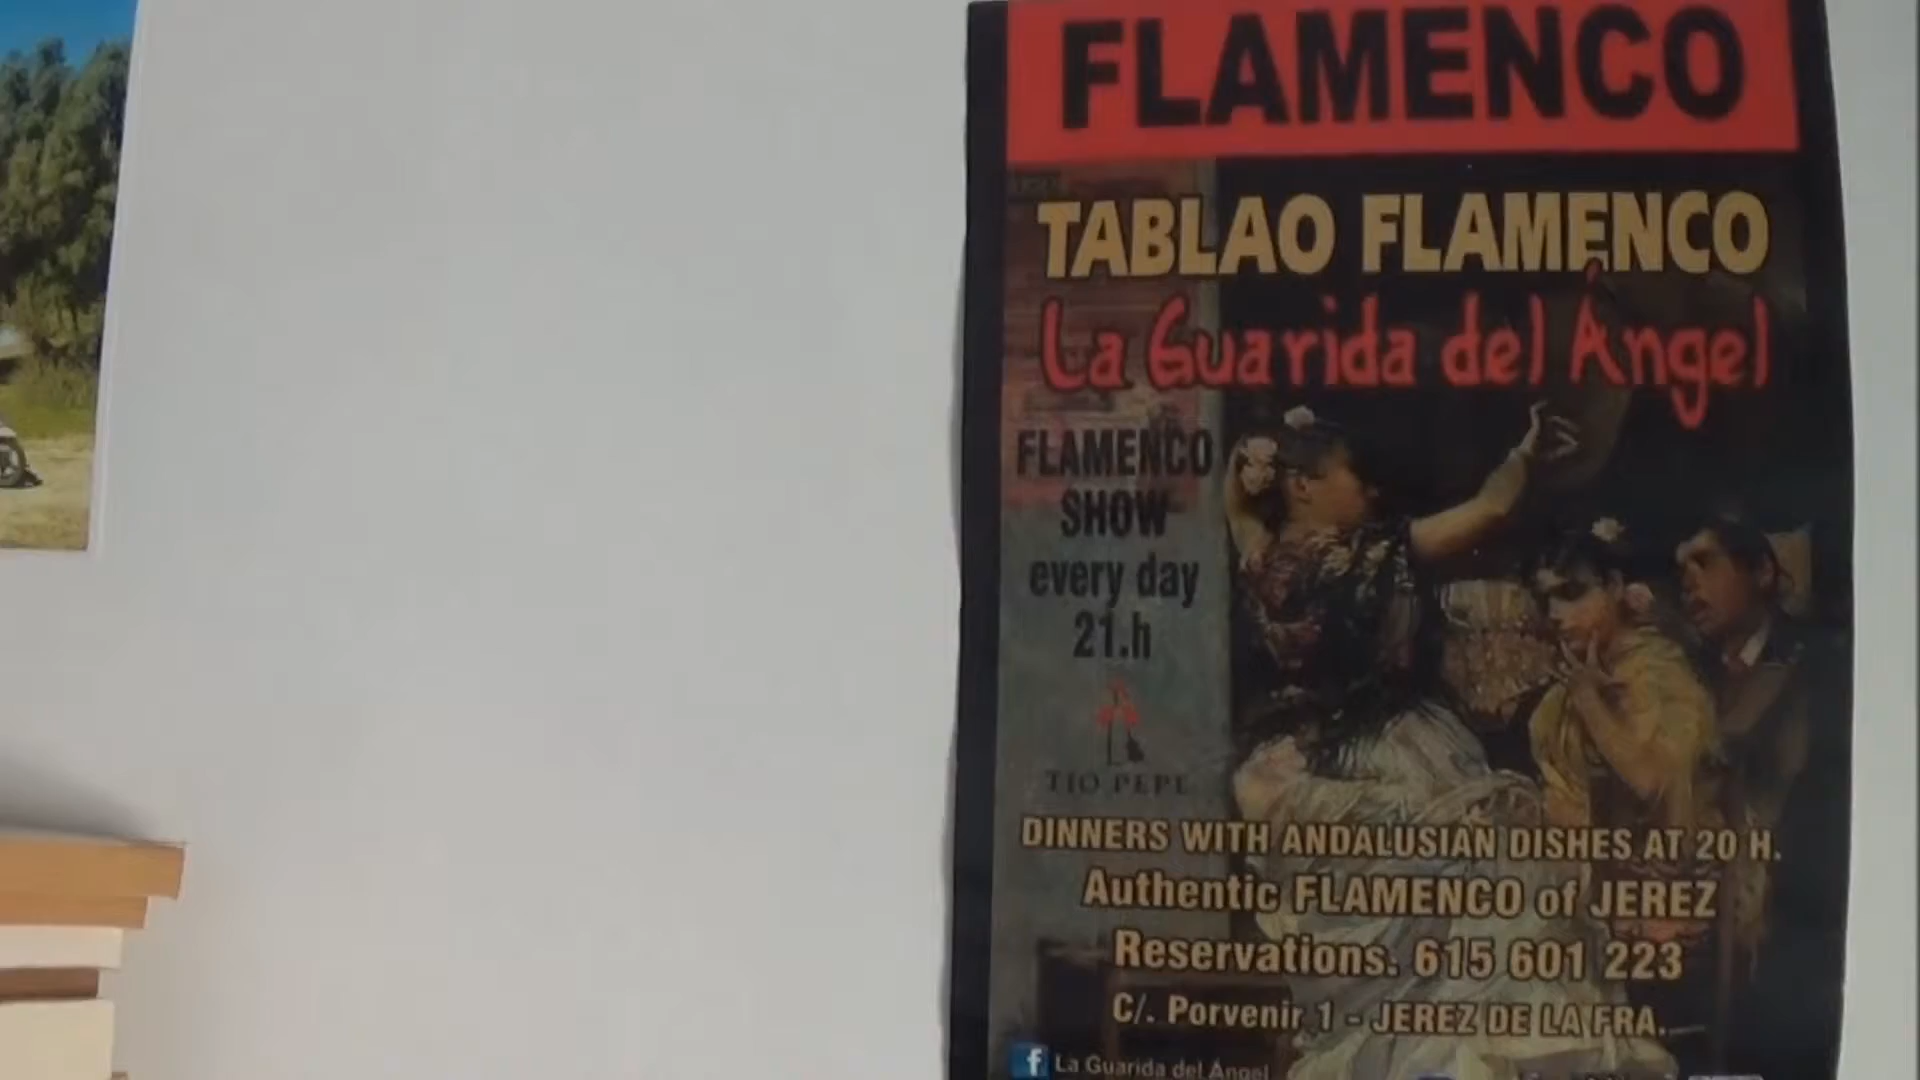 FLAMENCO
TABLAO FLAMENCO
La Guarida del Ángel
FLAMENCO
SHOW
every day
21.h
TIO PEPE
DINNERS WITH ANDALUSIAN DISHES AT 20 H.
Authentic FLAMENCO of JEREZ
Reservations. 615 601 223
C/. Porvenir 1 - JEREZ DE LA FRA.
f La Guarida del Angel